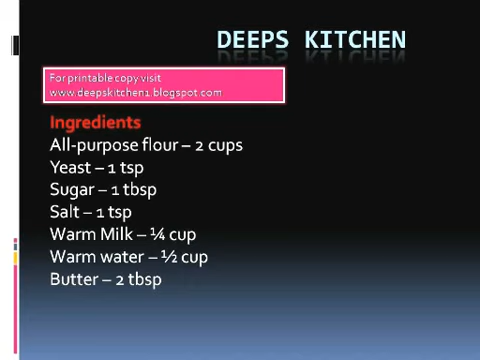 DEEPS KITCHEN
For printable copy visit
www.deepskitchen1.blogspot.com
Ingredients
All-purpose flour – 2 cups
Yeast – 1 tsp
Sugar – 1 tbsp
Salt – 1 tsp
Warm Milk – ¼ cup
Warm water – ½ cup
Butter – 2 tbsp